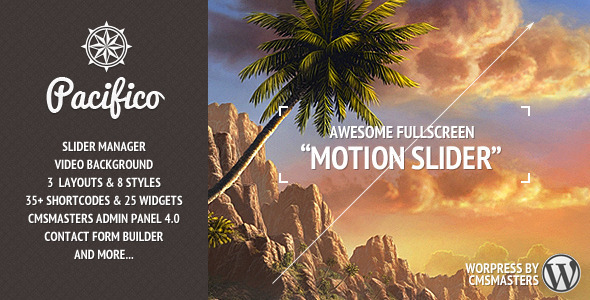 Pacifico
SLIDER MANAGER
VIDEO BACKGROUND
3 LAYOUTS & 8 STYLES
35+ SHORTCODES & 25 WIDGETS
CMSMASTERS ADMIN PANEL 4.0
CONTACT FORM BUILDER
AND MORE...
AWESOME FULLSCREEN
“MOTION SLIDER”
WORPRESS BY
CMSMASTERS